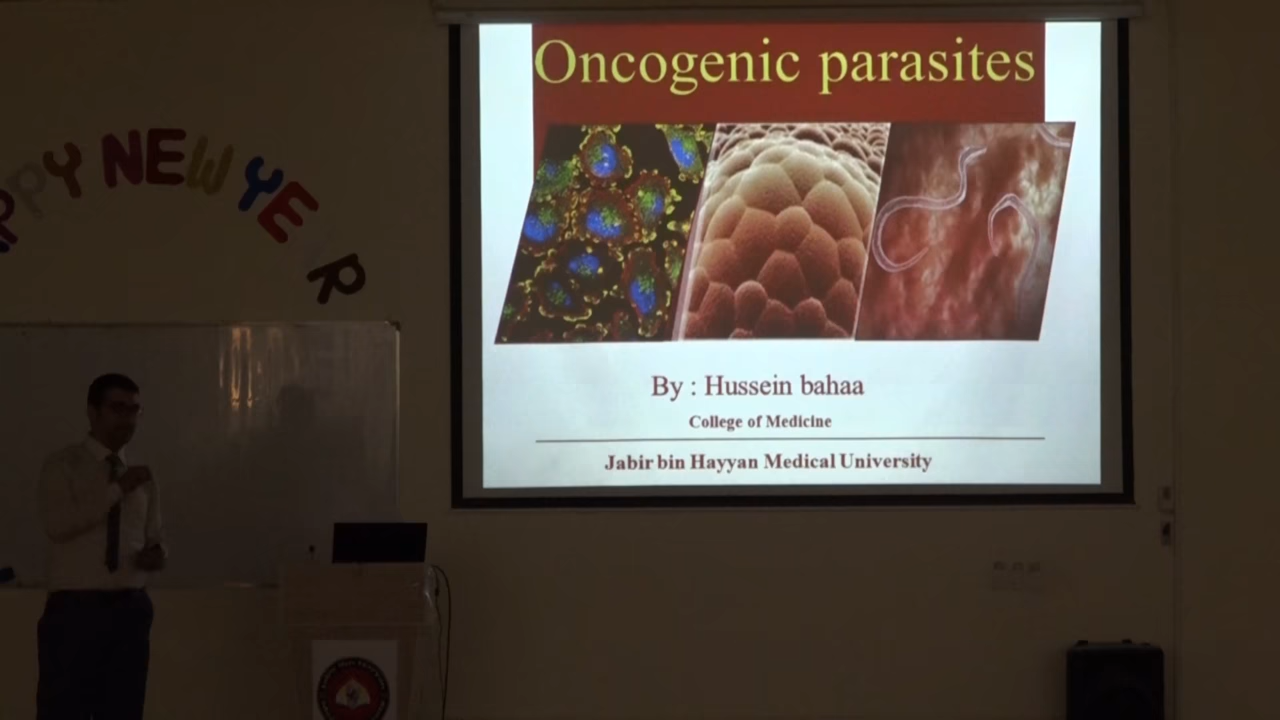 PPY NEW YEAR
Oncogenic parasites
By : Hussein bahaa
College of Medicine
Jabir bin Hayyan Medical University